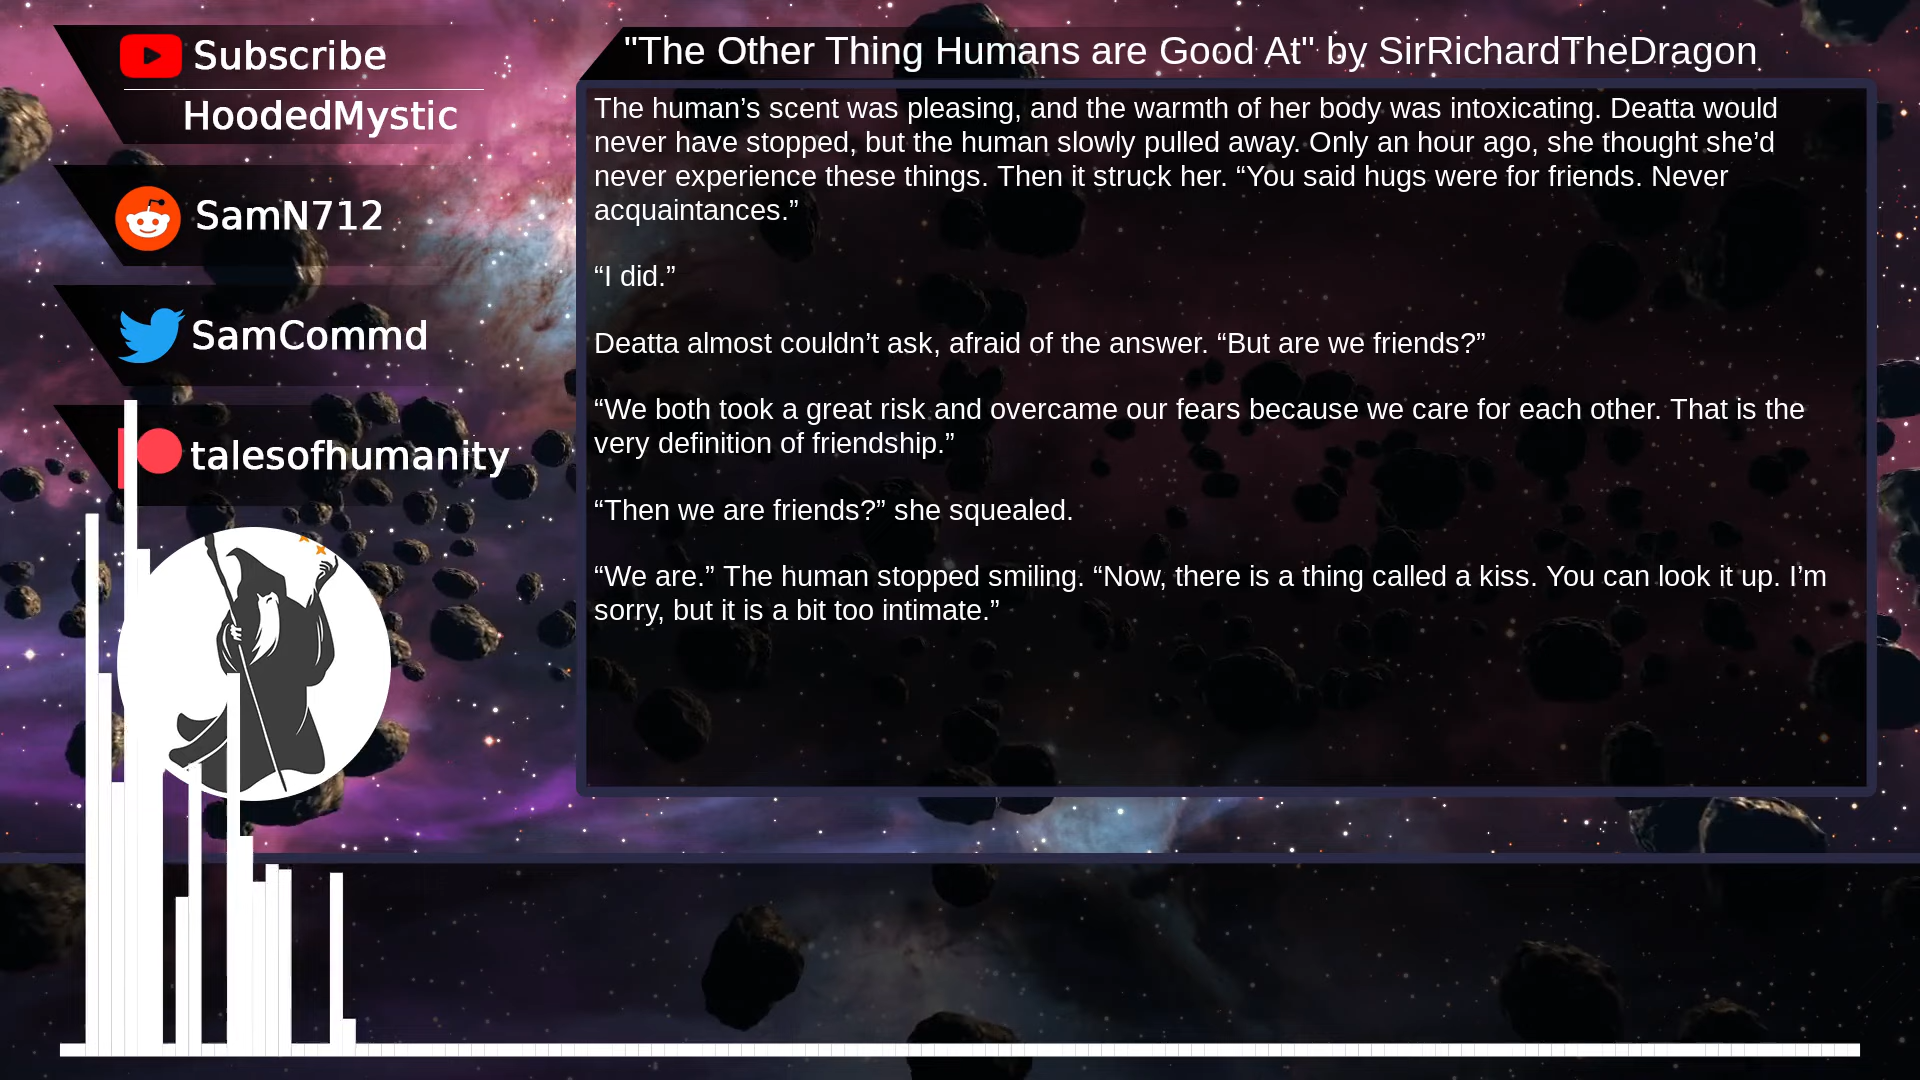 Subscribe
HoodedMystic
SamN712
SamCommd
talesofhumanity
"The Other Thing Humans are Good At" by SirRichardTheDragon
The human’s scent was pleasing, and the warmth of her body was intoxicating. Deatta would
never have stopped, but the human slowly pulled away. Only an hour ago, she thought she’d
never experience these things. Then it struck her. “You said hugs were for friends. Never
acquaintances.”
“I did.”
Deatta almost couldn’t ask, afraid of the answer. “But are we friends?”
“We both took a great risk and overcame our fears because we care for each other. That is the
very definition of friendship.”
“Then we are friends?” she squealed.
“We are.” The human stopped smiling. “Now, there is a thing called a kiss. You can look it up. I’m
sorry, but it is a bit too intimate.”